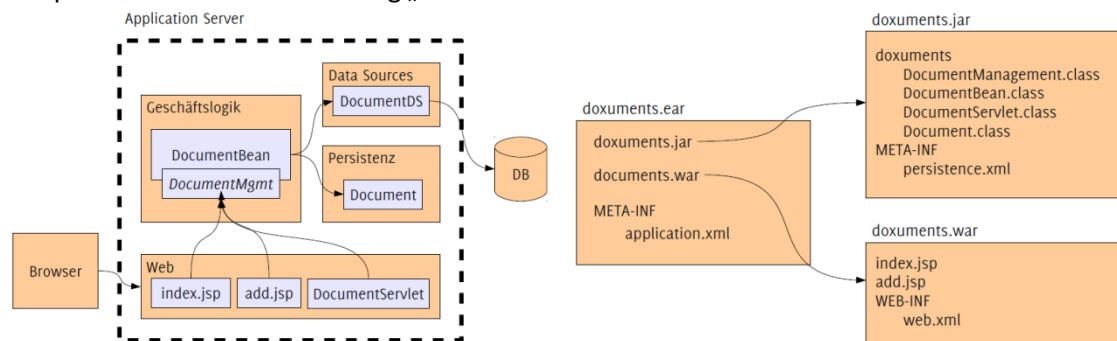 Application Server
Data Sources
DocumentDS
Geschäftslogik
DocumentBean
DocumentMgmt
Persistenz
Document
DB
Browser
Web
index.jsp
add.jsp
DocumentServlet
doxuments.ear
doxuments.jar
documents.war
META-INF
application.xml
doxuments.jar
doxuments
DocumentManagement.class
DocumentBean.class
DocumentServlet.class
Document.class
META-INF
persistence.xml
doxuments.war
index.jsp
add.jsp
WEB-INF
web.xml